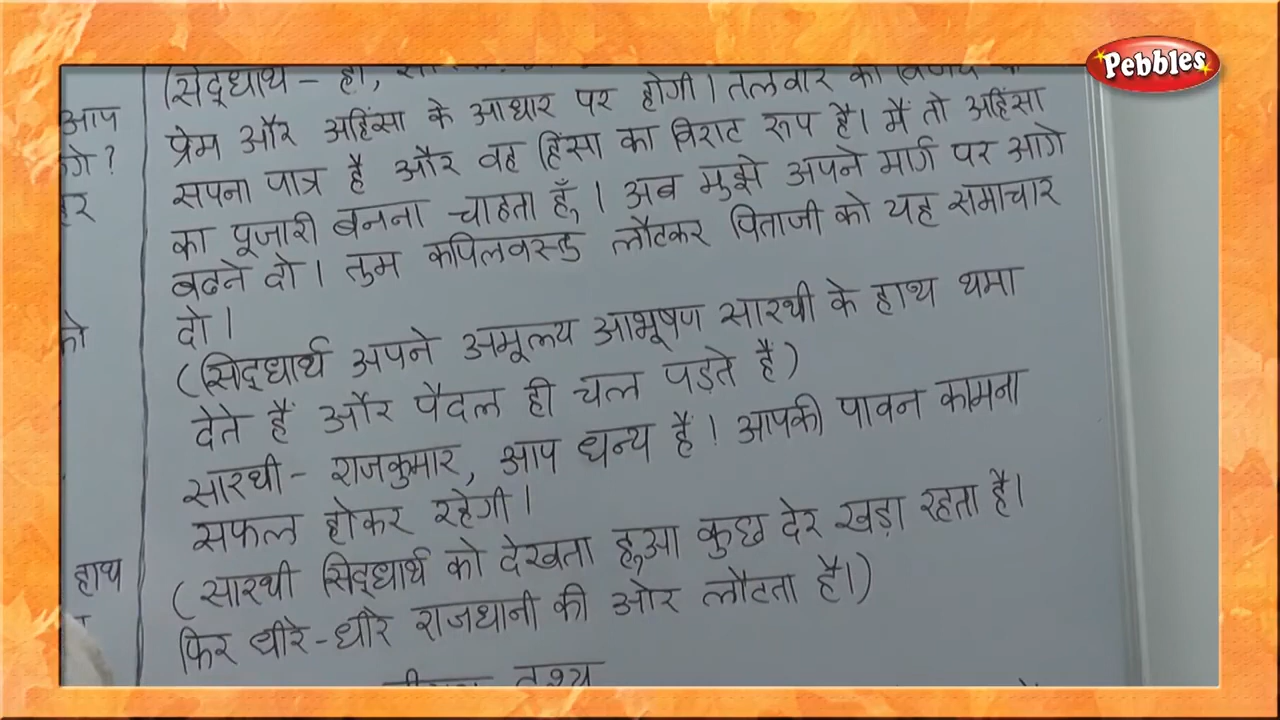 Pebbles
(सिद्धार्थ - हाँ,
प्रेम और अहिंसा के आधार पर होगी। तलवार की विजय
सपना पात्र है और वह हिंसा का विराट रूप है। मैं तो अहिंसा
का पूजारी बनना चाहता हूँ। अब मुझे अपने मार्ग पर आगे
बढने दो। तुम कपिलवस्तु लौटकर पिताजी को यह समाचार
दो।
(सिद्धार्थ अपने अमूल्य आभूषण सारथी के हाथ थमा
देते हैं और पैदल ही चल पड़ते हैं)
सारथी - राजकुमार, आप धन्य हैं। आपकी पावन कामना
सफल होकर रहेगी।
(सारथी सिद्धार्थ को देखता हुआ कुछ देर खड़ा रहता है।
फिर धीरे-धीरे राजधानी की ओर लौटता है।)
आप
हाथ